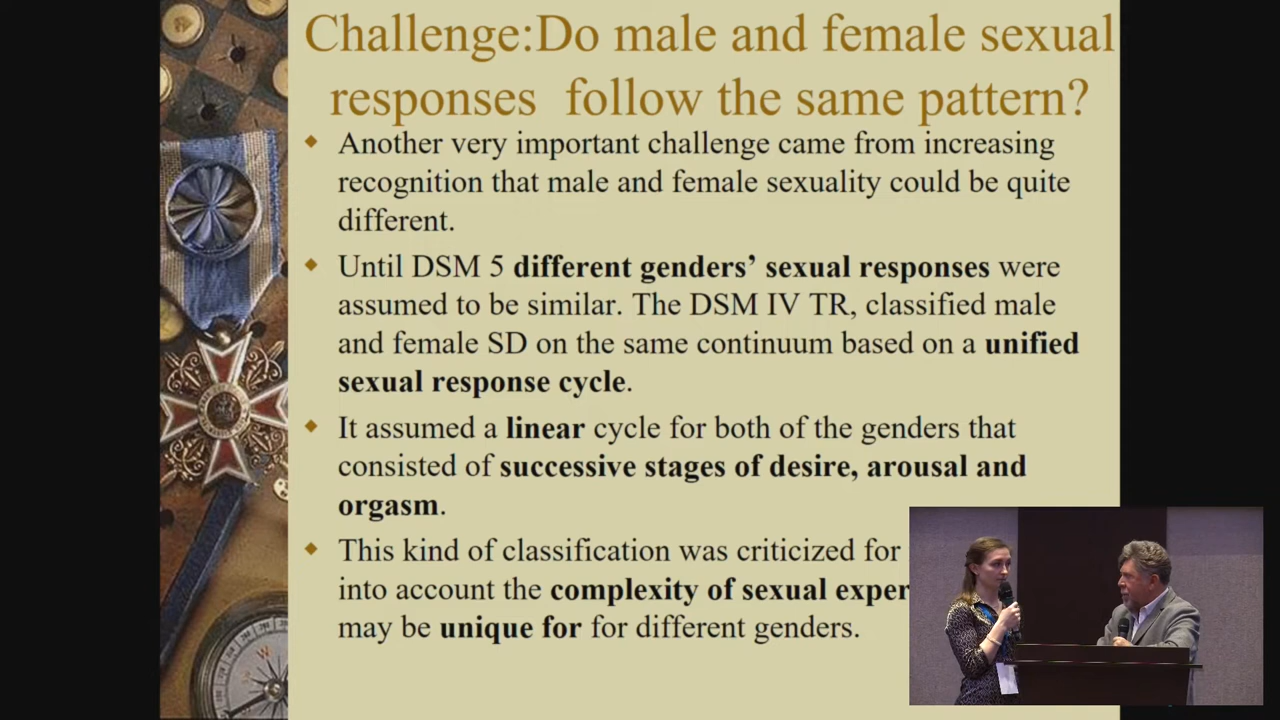 Challenge:Do male and female sexual
responses follow the same pattern?
Another very important challenge came from increasing
recognition that male and female sexuality could be quite
different.
Until DSM 5 different genders’ sexual responses were
assumed to be similar. The DSM IV TR, classified male
and female SD on the same continuum based on a unified
sexual response cycle.
It assumed a linear cycle for both of the genders that
consisted of successive stages of desire, arousal and
orgasm.
This kind of classification was criticized for
into account the complexity of sexual exper
may be unique for for different genders.